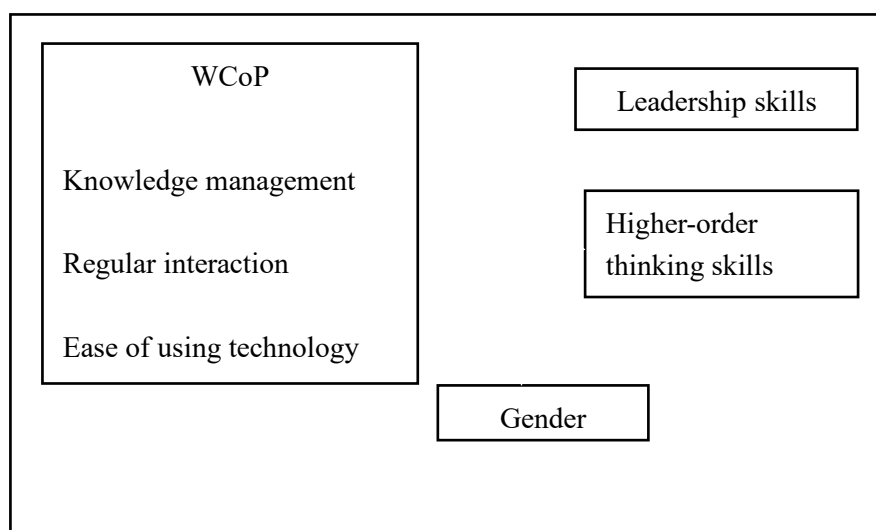 WCoP
Knowledge management
Regular interaction
Ease of using technology
Leadership skills
Higher-order
thinking skills
Gender